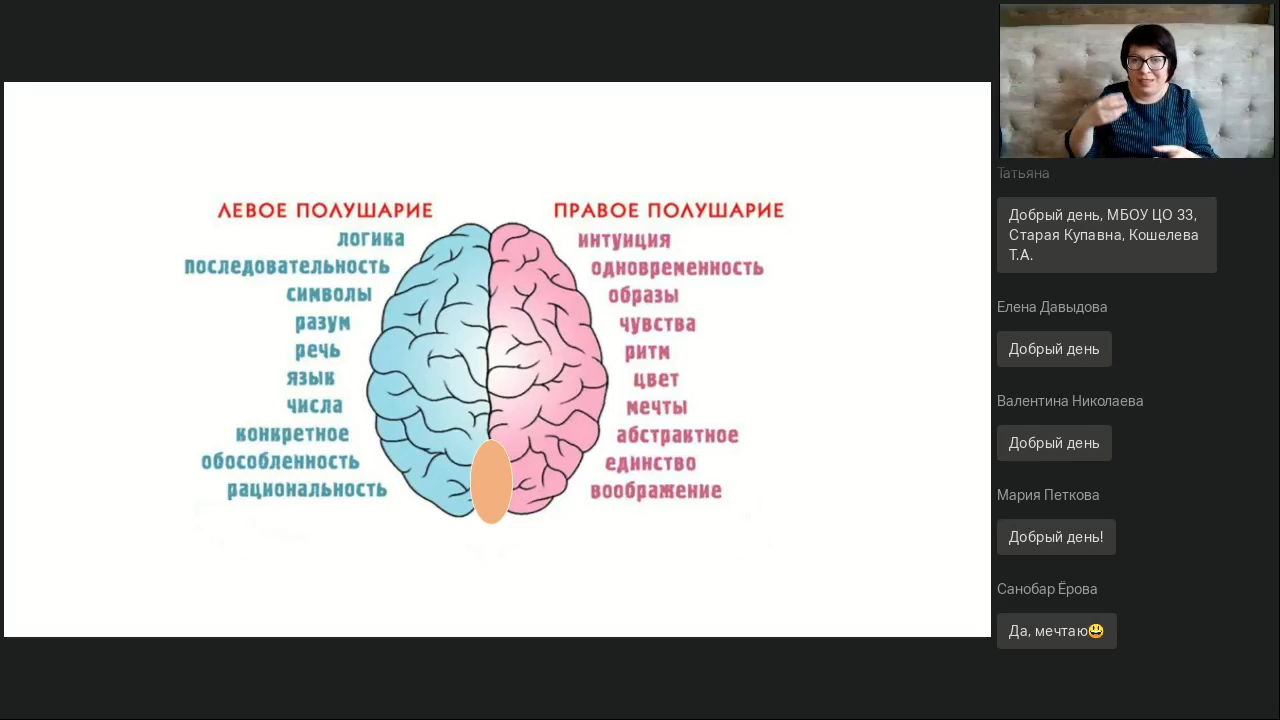 ЛЕВОЕ ПОЛУШАРИЕ
логика
последовательность
символы
разум
речь
язык
числа
конкретное
обособленность
рациональность
ПРАВОЕ ПОЛУШАРИЕ
интуиция
одновременность
образы
чувства
ритм
цвет
мечты
абстрактное
единство
воображение
Татьяна
Добрый день, МБОУ ЦО 33,
Старая Купавна, Кошелева
Т.А.
Елена Давыдова
Добрый день
Валентина Николаева
Добрый день
Мария Петкова
Добрый день!
Санобар Ёрова
Да, мечтаю😃